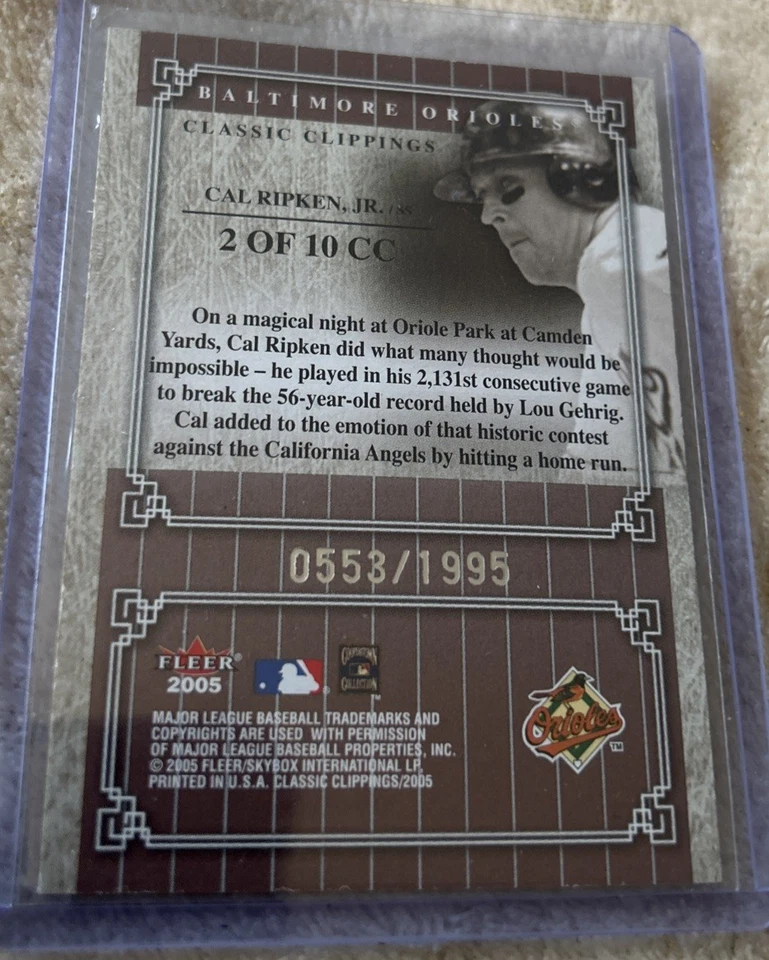 BALTIMORE ORIOLES
CLASSIC CLIPPINGS
CAL RIPKEN, JR. /SS
2 OF 10 CC
On a magical night at Oriole Park at Camden
Yards, Cal Ripken did what many thought would be
impossible – he played in his 2,131st consecutive game
to break the 56-year-old record held by Lou Gehrig.
Cal added to the emotion of that historic contest
against the California Angels by hitting a home run.
0553/1995
FLEER®
2005
®
COOPERSTOWN
COLLECTION
TM
Orioles
TM
MAJOR LEAGUE BASEBALL TRADEMARKS AND
COPYRIGHTS ARE USED WITH PERMISSION
OF MAJOR LEAGUE BASEBALL PROPERTIES, INC.
© 2005 FLEER/SKYBOX INTERNATIONAL LP.
PRINTED IN U.S.A. CLASSIC CLIPPINGS/2005